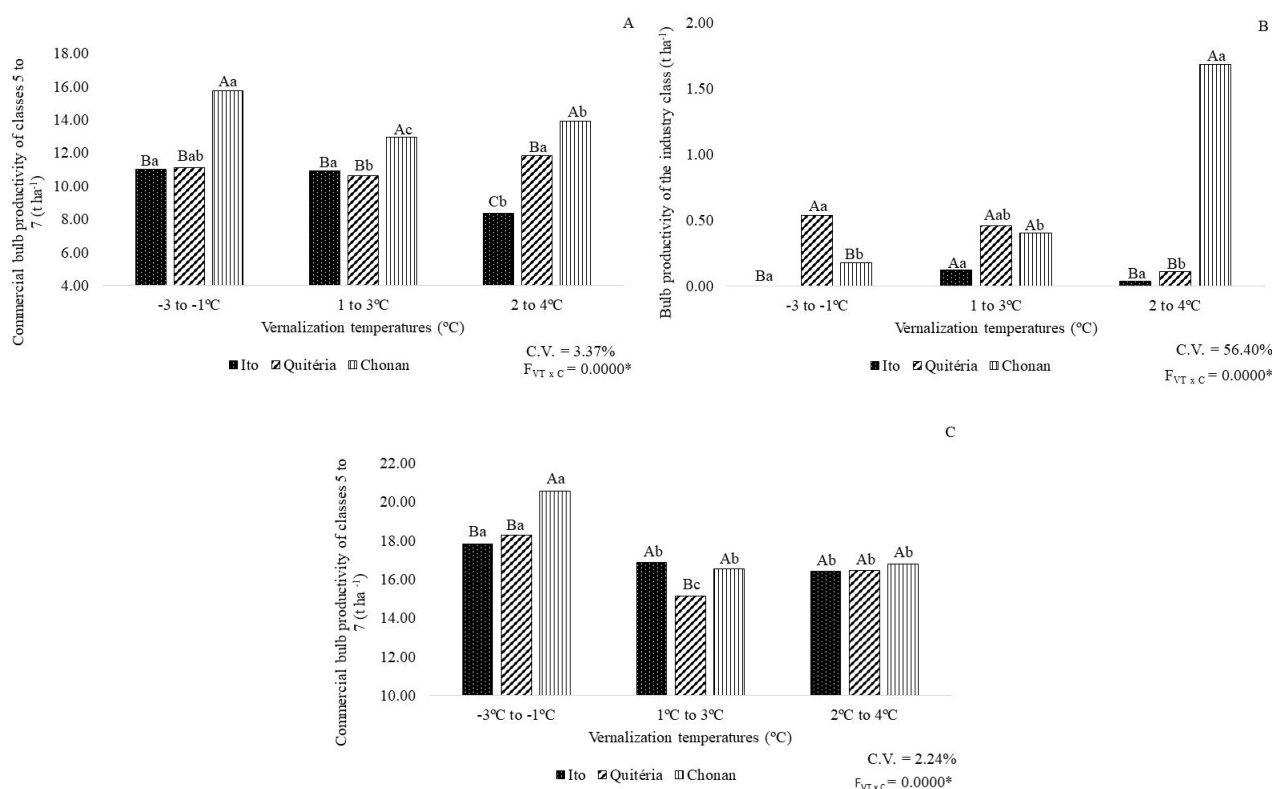 A
Commercial bulb productivity of classes 5 to
7 (t ha⁻¹)
18.00
16.00
14.00
12.00
10.00
8.00
6.00
4.00
Ba
Bab
Aa
Ba
Bb
Ac
Cb
Ba
Ab
-3 to -1ºC
1 to 3ºC
2 to 4ºC
Vernalization temperatures (ºC)
Ito
Quitéria
Chonan
C.V. = 3.37%
F_VT x C = 0.0000*
B
Bulb productivity of the industry class (t ha⁻¹)
2.00
1.50
1.00
0.50
0.00
Ba
Aa
Bb
Aa
Aab
Ab
Ba
Bb
Aa
-3 to -1ºC
1 to 3ºC
2 to 4ºC
Vernalization temperatures (ºC)
Ito
Quitéria
Chonan
C.V. = 56.40%
F_VT x C = 0.0000*
C
Commercial bulb productivity of classes 5 to
7 (t ha ⁻¹)
22.00
20.00
18.00
16.00
14.00
12.00
10.00
Ba
Ba
Aa
Ab
Bc
Ab
Ab
Ab
Ab
-3ºC to -1ºC
1ºC to 3ºC
2ºC to 4ºC
Vernalization temperatures (ºC)
Ito
Quitéria
Chonan
C.V. = 2.24%
F_VT x C = 0.0000*